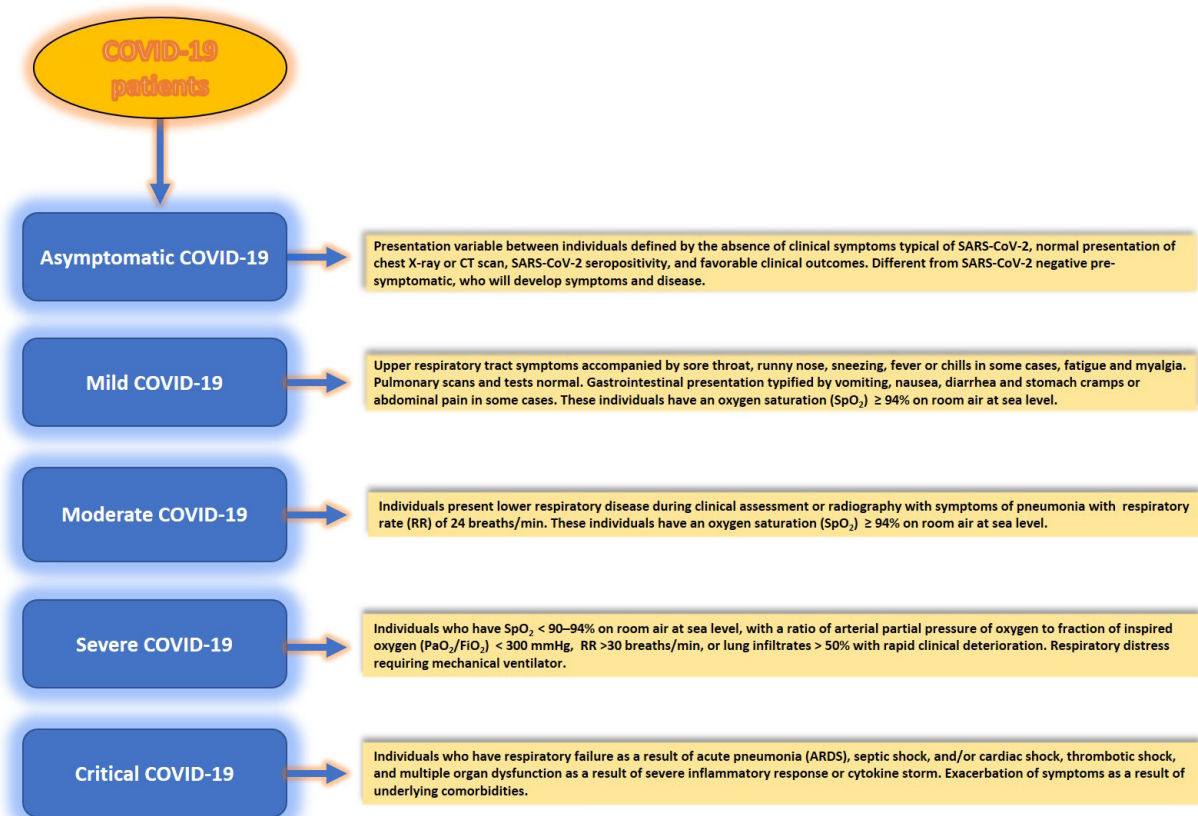 COVID-19
patients
Asymptomatic COVID-19
Presentation variable between individuals defined by the absence of clinical symptoms typical of SARS-CoV-2, normal presentation of
chest X-ray or CT scan, SARS-CoV-2 seropositivity, and favorable clinical outcomes. Different from SARS-CoV-2 negative pre-
symptomatic, who will develop symptoms and disease.
Mild COVID-19
Upper respiratory tract symptoms accompanied by sore throat, runny nose, sneezing, fever or chills in some cases, fatigue and myalgia.
Pulmonary scans and tests normal. Gastrointestinal presentation typified by vomiting, nausea, diarrhea and stomach cramps or
abdominal pain in some cases. These individuals have an oxygen saturation (SpO₂) ≥ 94% on room air at sea level.
Moderate COVID-19
Individuals present lower respiratory disease during clinical assessment or radiography with symptoms of pneumonia with respiratory
rate (RR) of 24 breaths/min. These individuals have an oxygen saturation (SpO₂) ≥ 94% on room air at sea level.
Severe COVID-19
Individuals who have SpO₂ < 90–94% on room air at sea level, with a ratio of arterial partial pressure of oxygen to fraction of inspired
oxygen (PaO₂/FiO₂) < 300 mmHg, RR >30 breaths/min, or lung infiltrates > 50% with rapid clinical deterioration. Respiratory distress
requiring mechanical ventilator.
Critical COVID-19
Individuals who have respiratory failure as a result of acute pneumonia (ARDS), septic shock, and/or cardiac shock, thrombotic shock,
and multiple organ dysfunction as a result of severe inflammatory response or cytokine storm. Exacerbation of symptoms as a result of
underlying comorbidities.